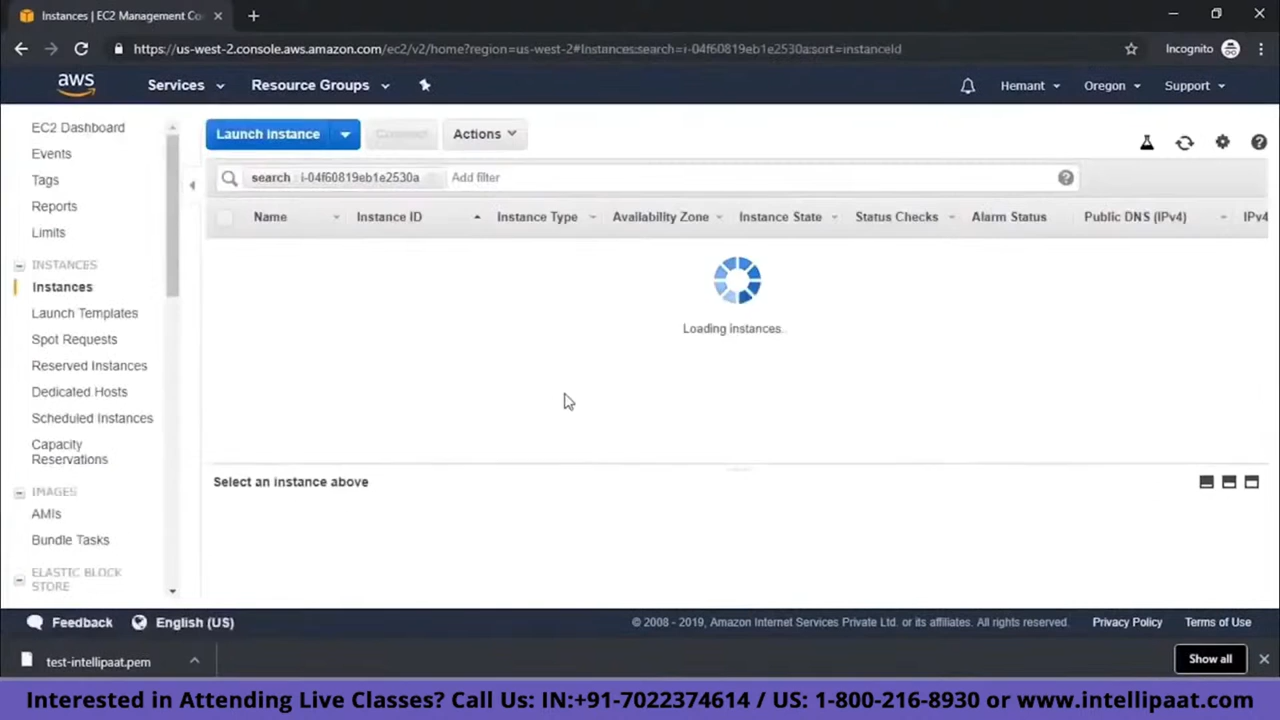 Instances | EC2 Management Co
https://us-west-2.console.aws.amazon.com/ec2/v2/home?region=us-west-2#Instances:search=i-04f60819eb1e2530a;sort=instanceId
Incognito
aws
Services
Resource Groups
Hemant
Oregon
Support
EC2 Dashboard
Events
Tags
Reports
Limits
INSTANCES
Instances
Launch Templates
Spot Requests
Reserved Instances
Dedicated Hosts
Scheduled Instances
Capacity
Reservations
IMAGES
AMIs
Bundle Tasks
ELASTIC BLOCK
STORE
Launch Instance
Connect
Actions
search : i-04f60819eb1e2530a
Add filter
Name
Instance ID
Instance Type
Availability Zone
Instance State
Status Checks
Alarm Status
Public DNS (IPv4)
IPv4
Loading instances.
Select an instance above
Feedback
English (US)
© 2008 - 2019, Amazon Internet Services Private Ltd. or its affiliates. All rights reserved.
Privacy Policy
Terms of Use
test-intellipaat.pem
Show all
Interested in Attending Live Classes? Call Us: IN:+91-7022374614 / US: 1-800-216-8930 or www.intellipaat.com